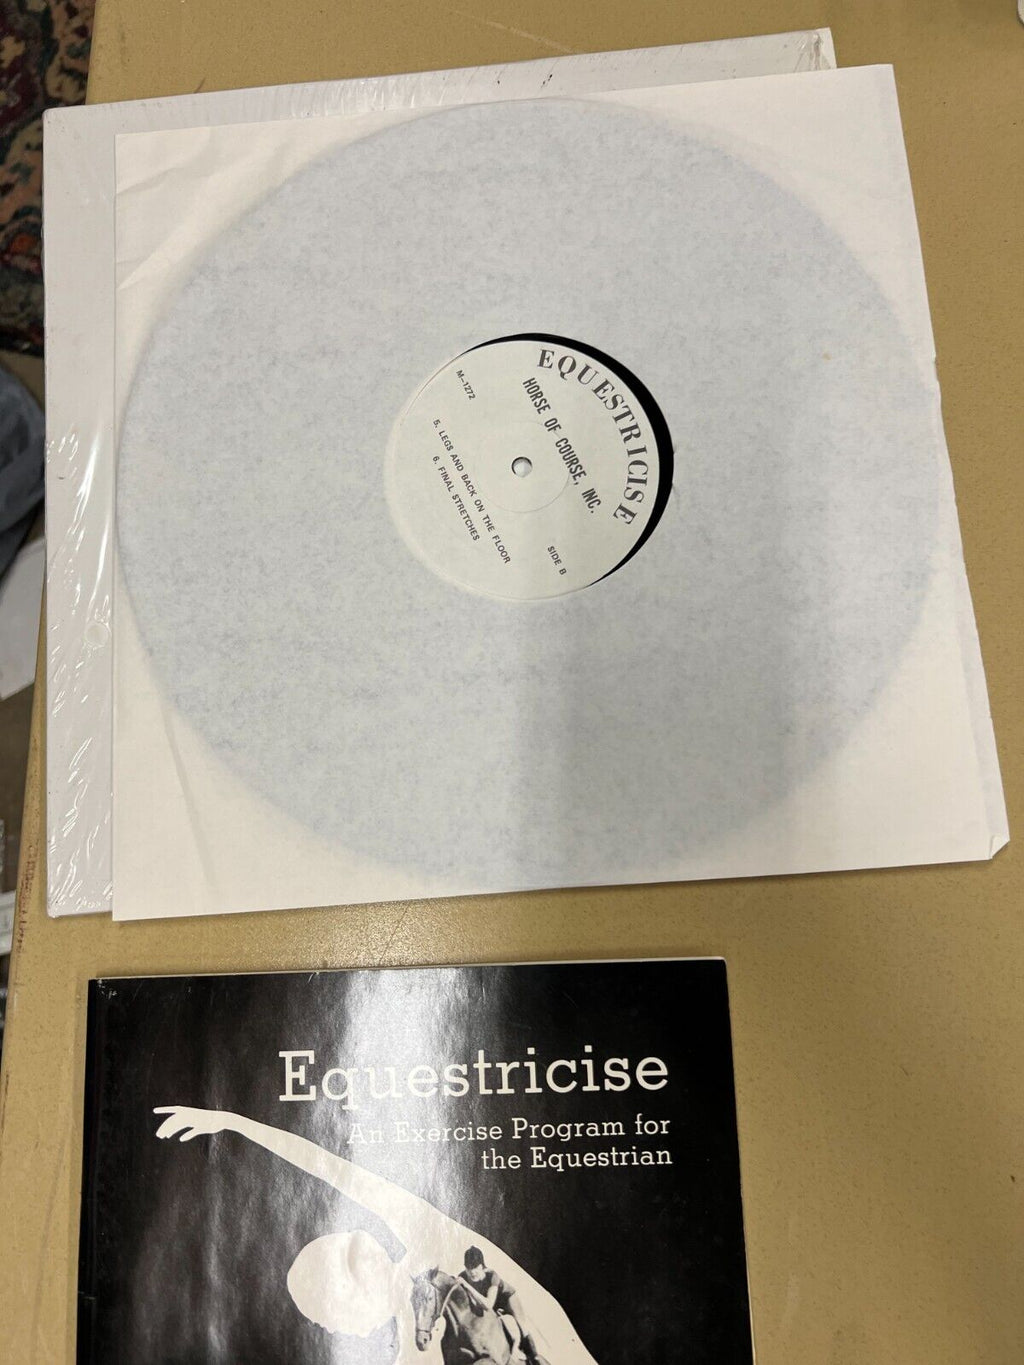 EQUESTRICISE
HORSE OF COURSE, INC.
M-1272
SIDE B
5. LEGS AND BACK ON THE FLOOR
6. FINAL STRETCHES
Equestricise
An Exercise Program for
the Equestrian